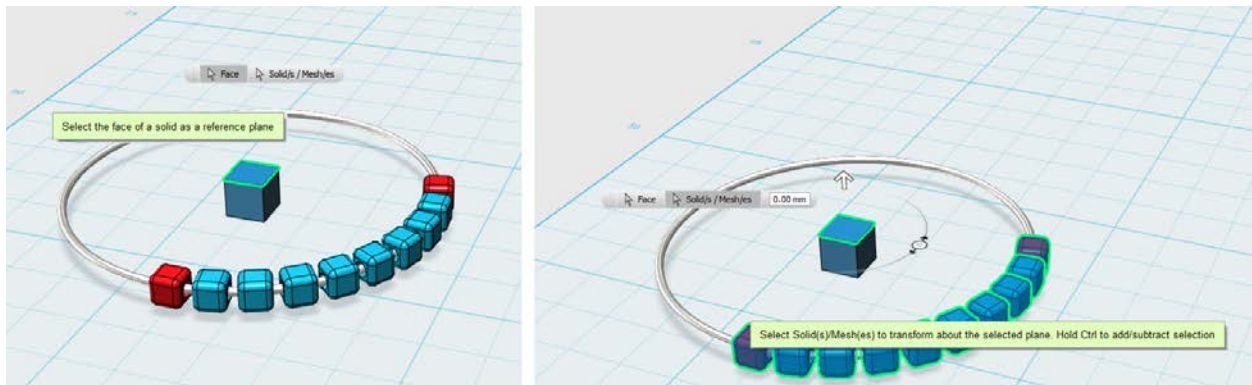 Face Solid/s / Mesh/es
Select the face of a solid as a reference plane
Face Solid/s / Mesh/es 0.00 mm
Select Solid(s)/Mesh(es) to transform about the selected plane. Hold Ctrl to add/subtract selection